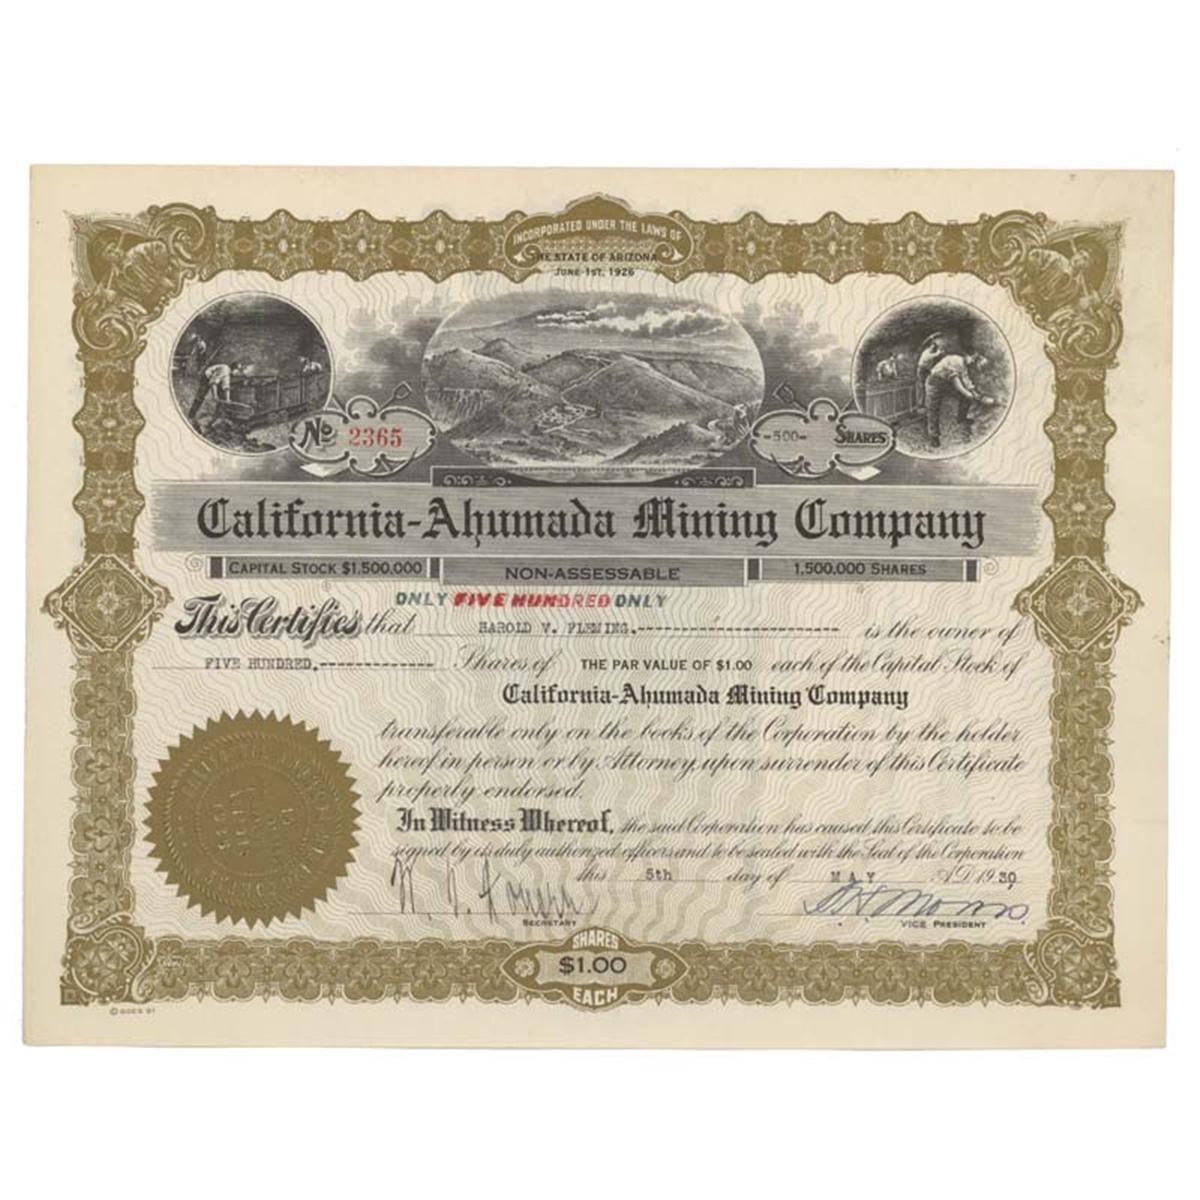 INCORPORATED UNDER THE LAWS OF
THE STATE OF ARIZONA
JUNE 1ST, 1926
No 2365
-500- SHARES
California-Ahumada Mining Company
CAPITAL STOCK $1,500,000
NON-ASSESSABLE
1,500,000 SHARES
ONLY FIVE HUNDRED ONLY
This Certifies that HAROLD V. FLEMING. is the owner of
FIVE HUNDRED. Shares of THE PAR VALUE OF $1.00 each of the Capital Stock of
California-Ahumada Mining Company
transferable only on the books of the Corporation by the holder
hereof in person or by Attorney, upon surrender of this Certificate
properly endorsed.
In Witness Whereof, the said Corporation has caused this Certificate to be
signed by its duly authorized officers and to be sealed with the Seal of the Corporation
this 5th day of MAY A.D. 1930,
SECRETARY
VICE PRESIDENT
SHARES
$1.00
EACH
© GOES